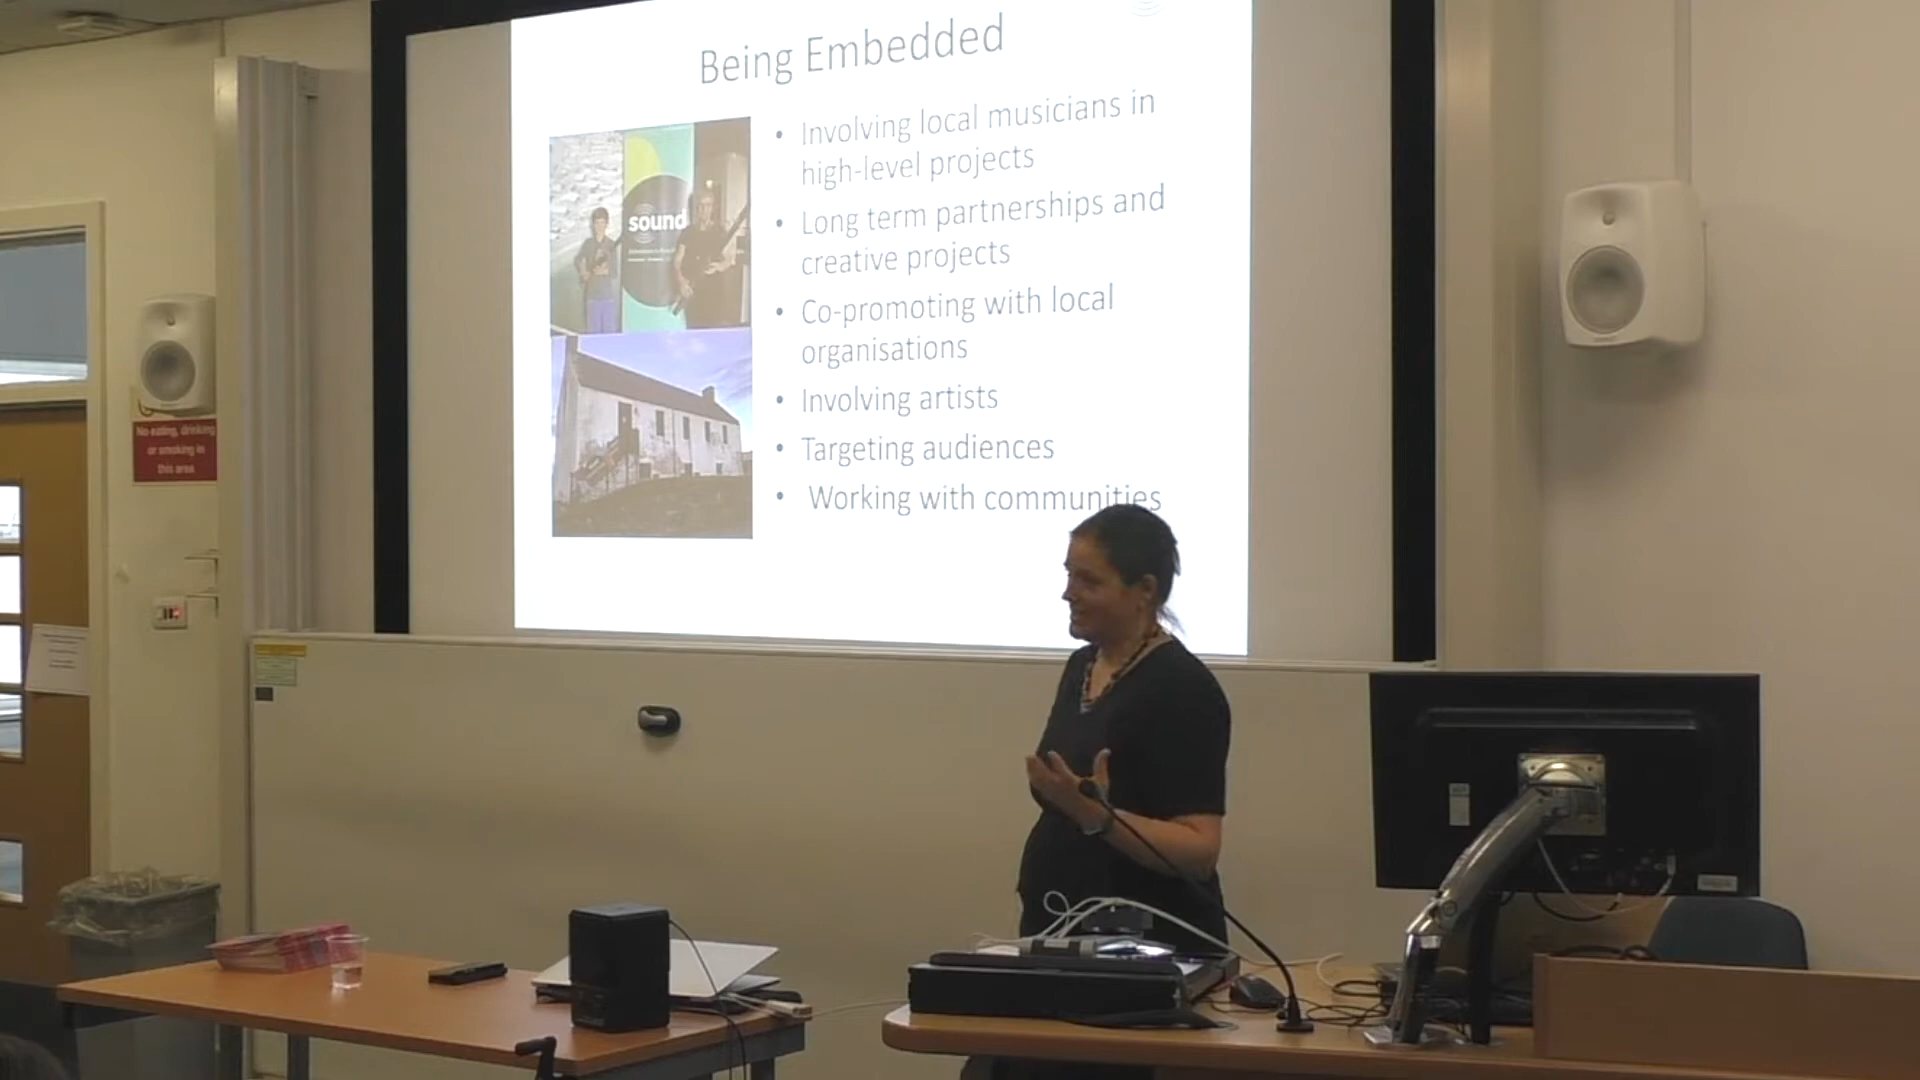 Being Embedded
• Involving local musicians in
high-level projects
• Long term partnerships and
creative projects
• Co-promoting with local
organisations
• Involving artists
• Targeting audiences
• Working with communities
sound
No eating, drinking
or smoking in
this area